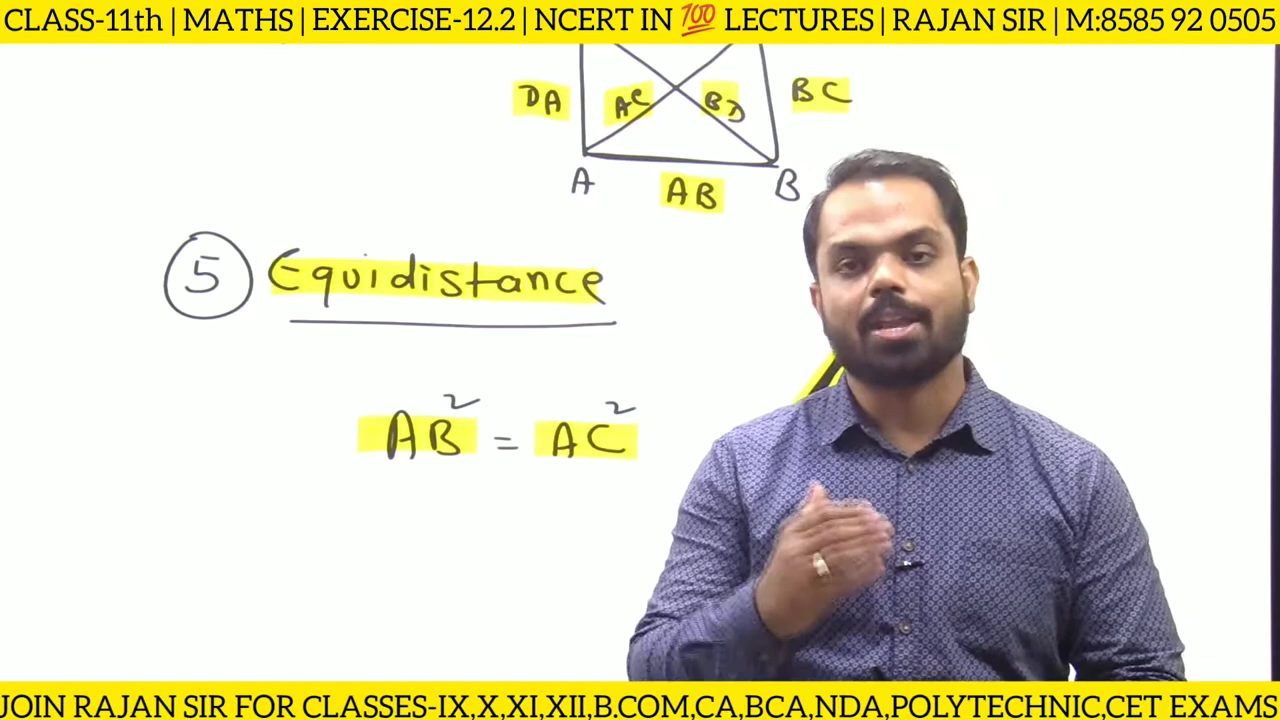 CLASS-11th | MATHS | EXERCISE-12.2 | NCERT IN 💯 LECTURES | RAJAN SIR | M:8585 92 0505
DA AC BD BC
A AB B
5 Equidistance
AB² = AC²
JOIN RAJAN SIR FOR CLASSES-IX,X,XI,XII,B.COM,CA,BCA,NDA,POLYTECHNIC,CET EXAMS